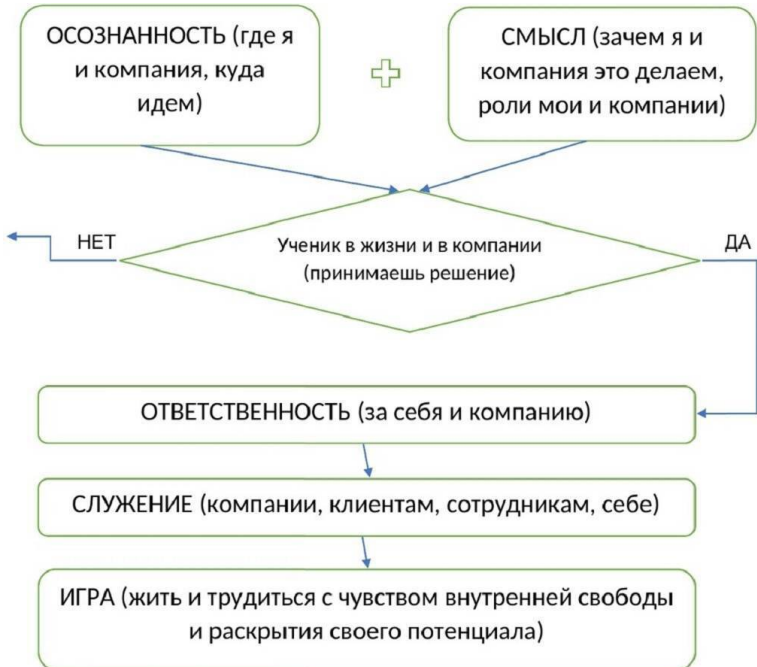 ОСОЗНАННОСТЬ (где я
и компания, куда
идем)
СМЫСЛ (зачем я и
компания это делаем,
роли мои и компании)
НЕТ
Ученик в жизни и в компании
(принимаешь решение)
ДА
ОТВЕТСТВЕННОСТЬ (за себя и компанию)
СЛУЖЕНИЕ (компании, клиентам, сотрудникам, себе)
ИГРА (жить и трудиться с чувством внутренней свободы
и раскрытия своего потенциала)